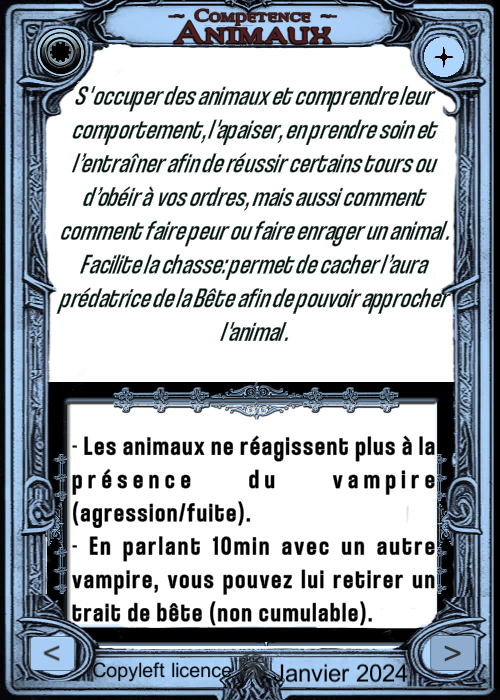 ~ Compétence ~
Animaux
S'occuper des animaux et comprendre leur
comportement, l'apaiser, en prendre soin et
l'entraîner afin de réussir certains tours ou
d'obéir à vos ordres, mais aussi comment
comment faire peur ou faire enrager un animal.
Facilite la chasse: permet de cacher l'aura
prédatrice de la Bête afin de pouvoir approcher
l'animal.
- Les animaux ne réagissent plus à la
présence du vampire
(agression/fuite).
- En parlant 10min avec un autre
vampire, vous pouvez lui retirer un
trait de bête (non cumulable).
< Copyleft licence Janvier 2024 >